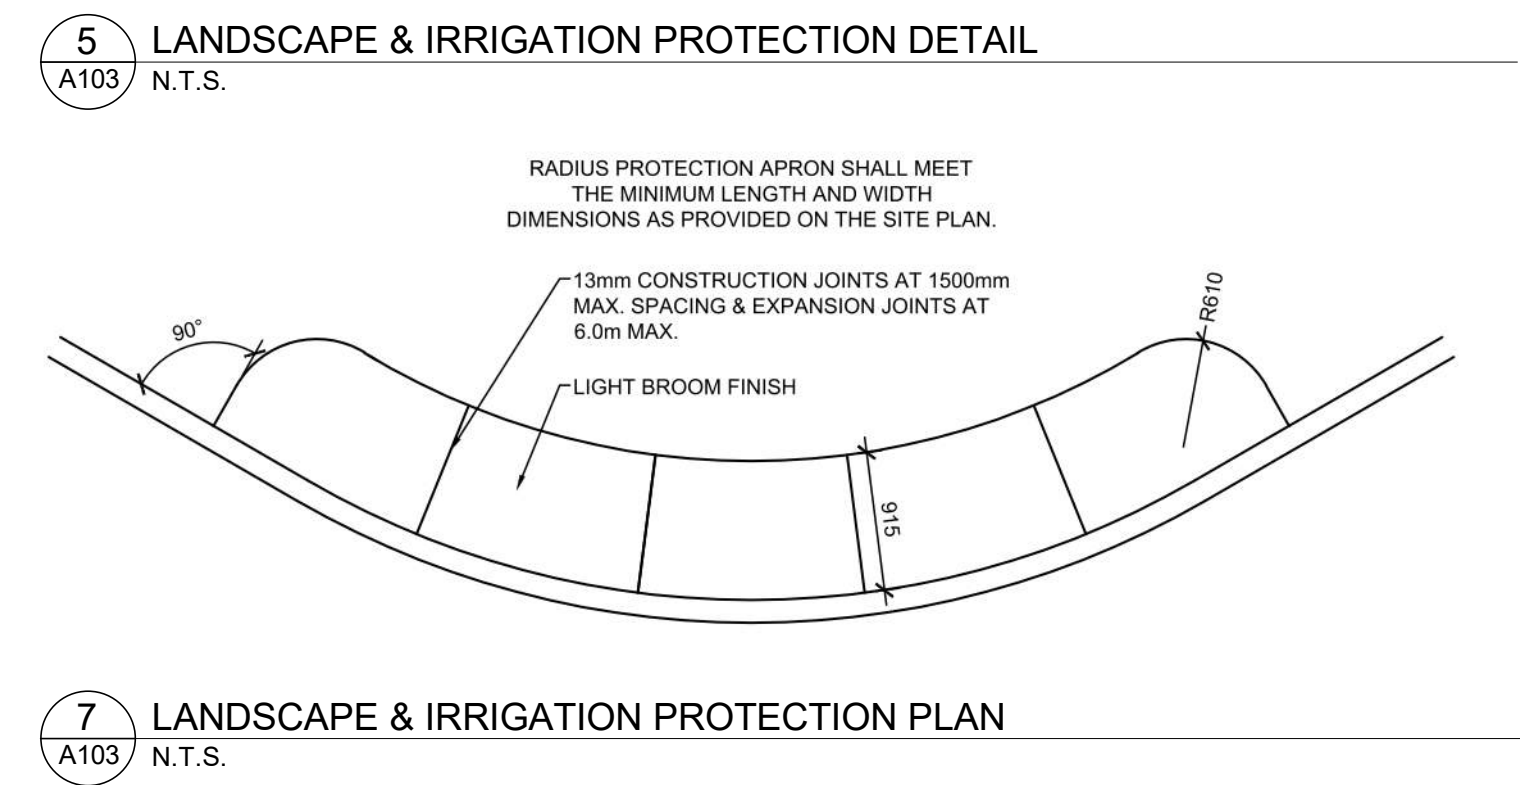 5
LANDSCAPE & IRRIGATION PROTECTION DETAIL
A103
N.T.S.
RADIUS PROTECTION APRON SHALL MEET
THE MINIMUM LENGTH AND WIDTH
DIMENSIONS AS PROVIDED ON THE SITE PLAN.
13mm CONSTRUCTION JOINTS AT 1500mm
MAX. SPACING & EXPANSION JOINTS AT
6.0m MAX.
R610
90°
LIGHT BROOM FINISH
915
7
LANDSCAPE & IRRIGATION PROTECTION PLAN
A103
N.T.S.